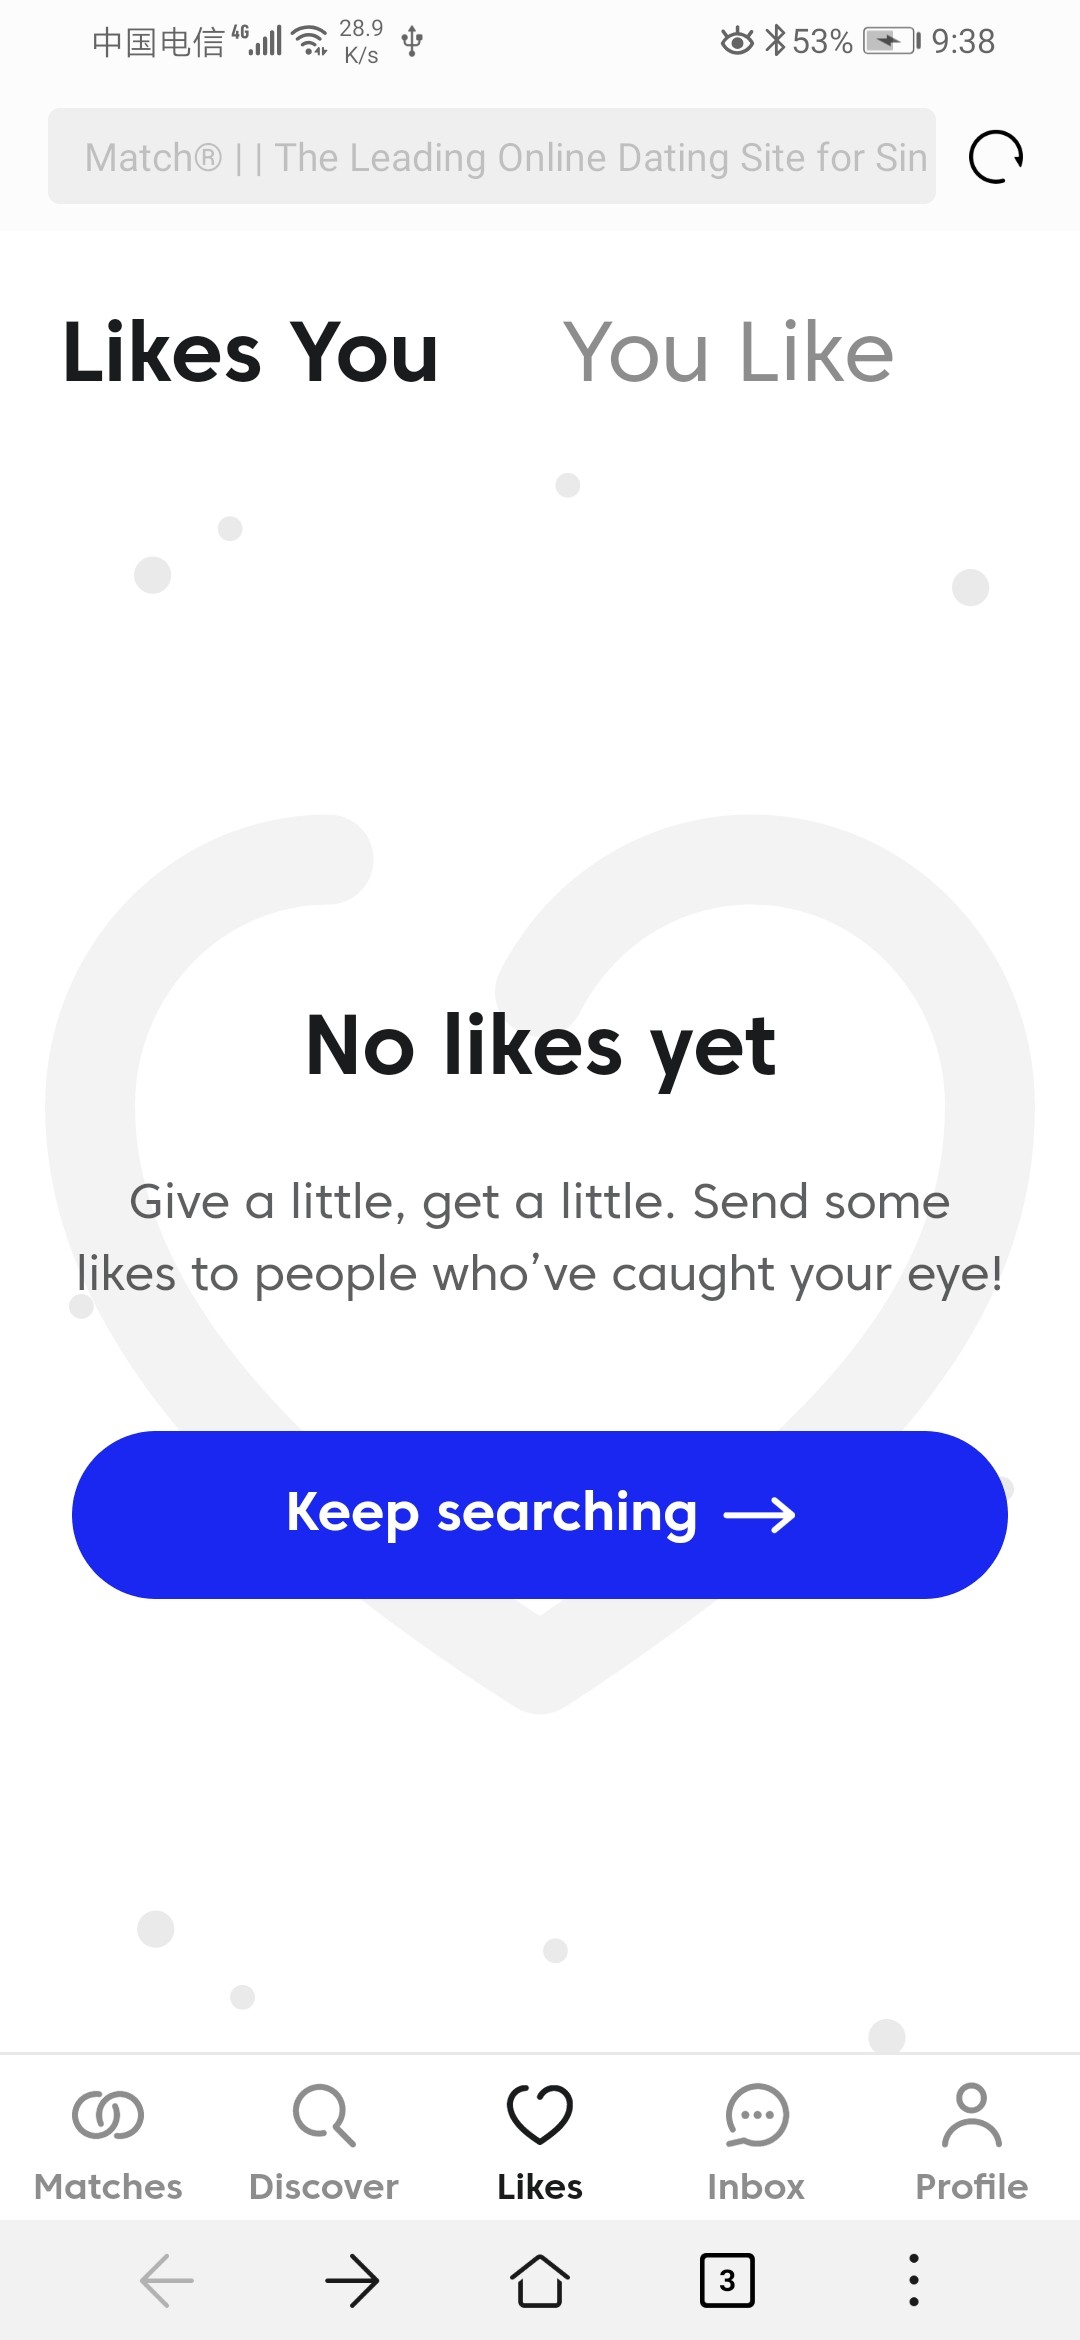 中国电信 4G 28.9 K/s 53% 9:38
Match® | | The Leading Online Dating Site for Sin
Likes You You Like
No likes yet
Give a little, get a little. Send some
likes to people who’ve caught your eye!
Keep searching
Matches Discover Likes Inbox Profile
3